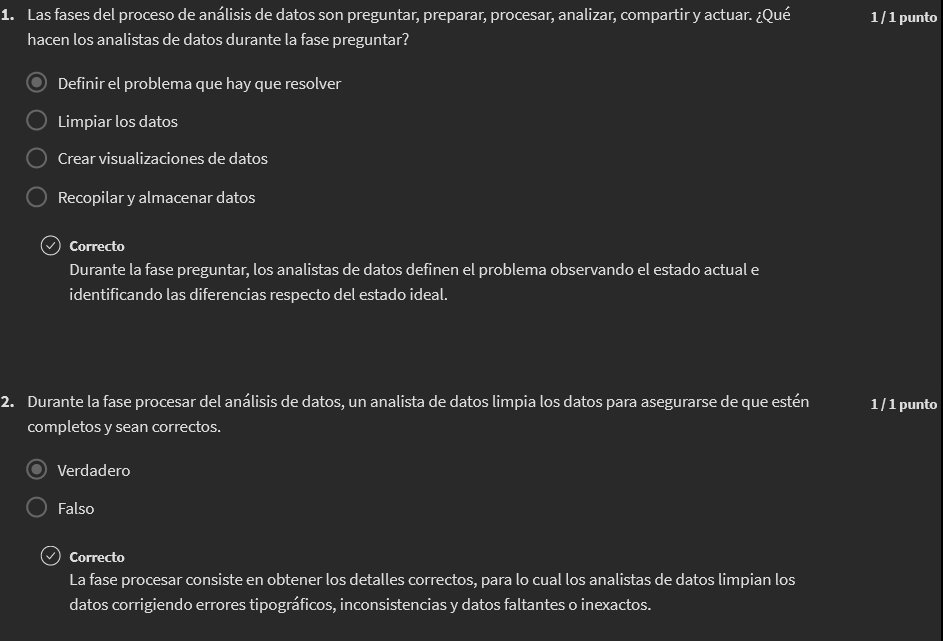 1. Las fases del proceso de análisis de datos son preguntar, preparar, procesar, analizar, compartir y actuar. ¿Qué
1 / 1 punto
hacen los analistas de datos durante la fase preguntar?
Definir el problema que hay que resolver
Limpiar los datos
Crear visualizaciones de datos
Recopilar y almacenar datos
Correcto
Durante la fase preguntar, los analistas de datos definen el problema observando el estado actual e
identificando las diferencias respecto del estado ideal.
2. Durante la fase procesar del análisis de datos, un analista de datos limpia los datos para asegurarse de que estén
1 / 1 punto
completos y sean correctos.
Verdadero
Falso
Correcto
La fase procesar consiste en obtener los detalles correctos, para lo cual los analistas de datos limpian los
datos corrigiendo errores tipográficos, inconsistencias y datos faltantes o inexactos.